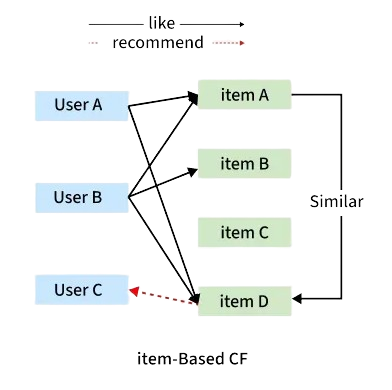 like
recommend
User A
item A
User B
item B
Similar
item C
User C
item D
item-Based CF